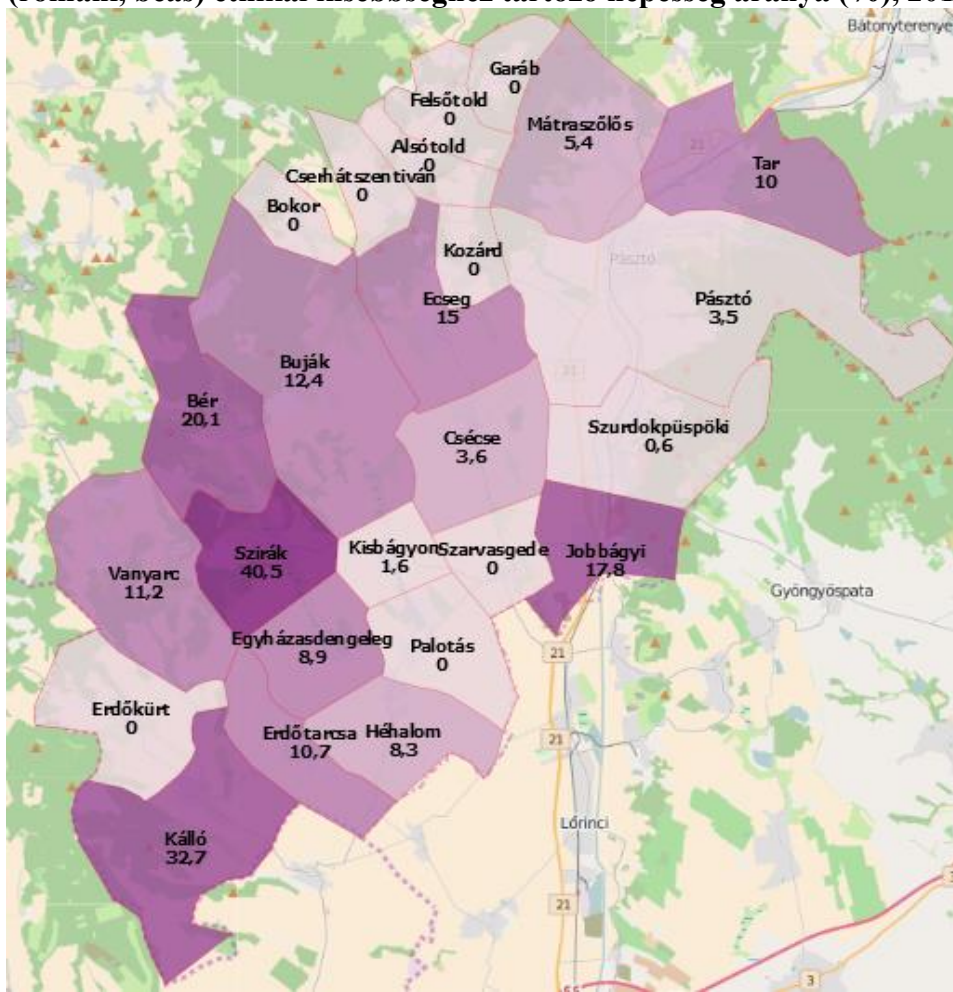 (romani, beás) etnikai kisebbséghez tartozó népesség aránya (%), 201
Bátonyterenye
Garáb
0
Felsőtold
0
Mátraszőlős
5,4
21
Alsótold
0
Tar
10
Cserhátszentiván
0
Bokor
0
Kozárd
0
Pásztó
Ecseg
15
Pásztó
3,5
Buják
12,4
21
Bér
20,1
Csécse
3,6
Szurdokpüspöki
0,6
Szirák
40,5
Kisbágyon
1,6
Szarvasgede
0
Jobbágyi
17,8
Vanyarc
11,2
Gyöngyöspata
Egyházasdengeleg
8,9
Palotás
0
21
Erdőkürt
0
Erdőtarcsa
10,7
Héhalom
8,3
21
Lőrinci
Kálló
32,7
21
3